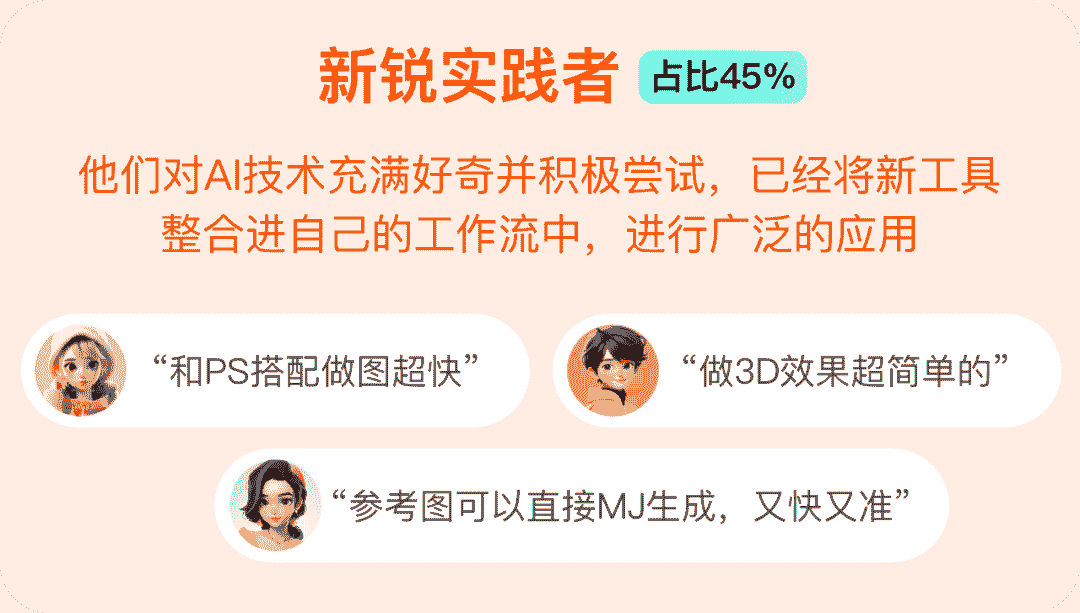 新锐实践者 占比45%
他们对AI技术充满好奇并积极尝试，已经将新工具
整合进自己的工作流中，进行广泛的应用
“和PS搭配做图超快”
“做3D效果超简单的”
“参考图可以直接MJ生成，又快又准”